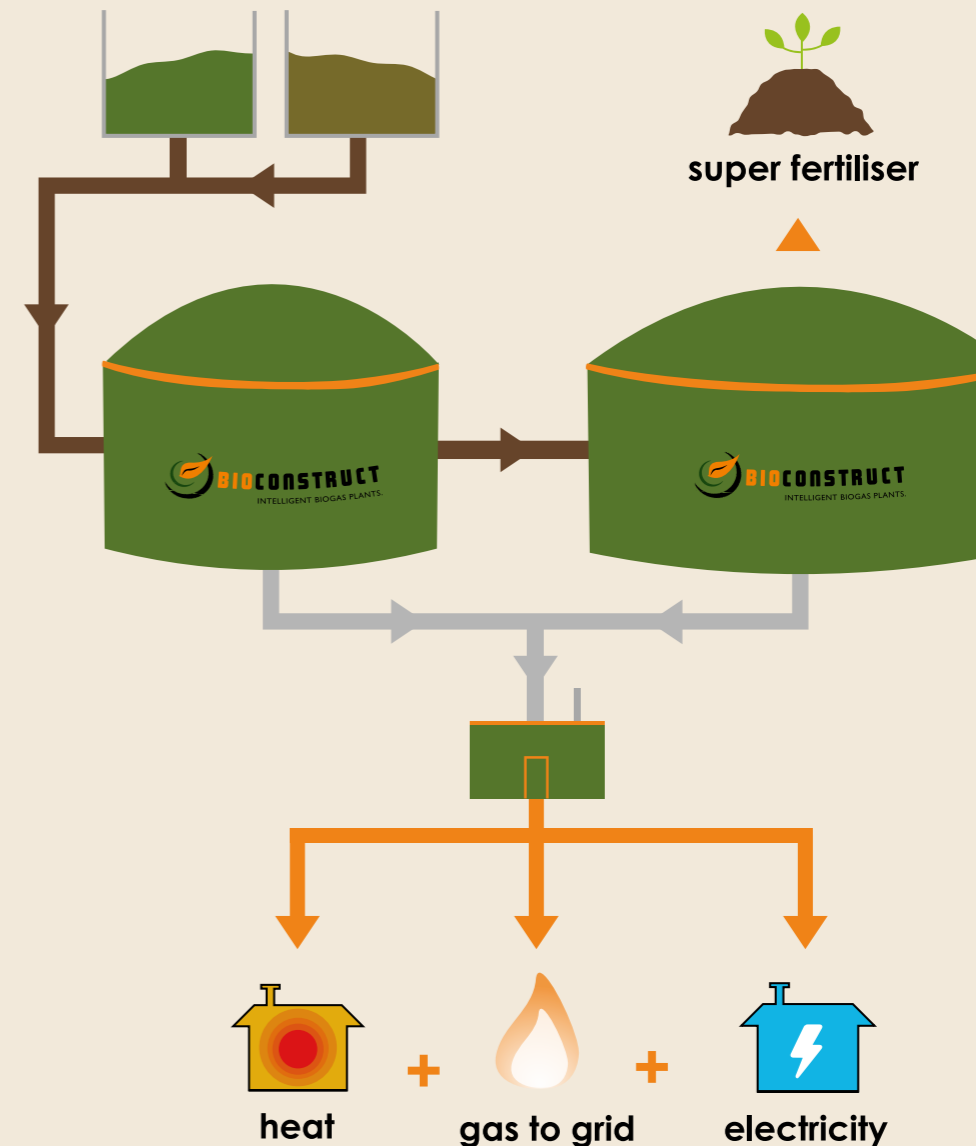 super fertiliser
BIOCONSTRUCT
INTELLIGENT BIOGAS PLANTS.
BIOCONSTRUCT
INTELLIGENT BIOGAS PLANTS.
heat
+
gas to grid
+
electricity